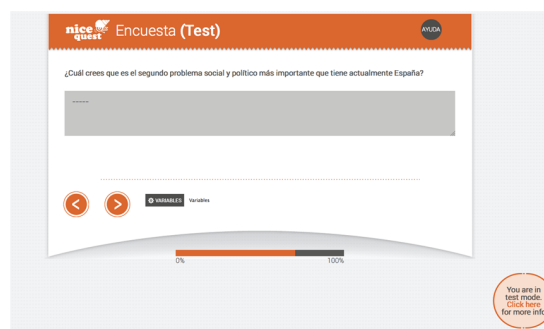 nice quest Encuesta (Test)
AYUDA
¿Cuál crees que es el segundo problema social y político más importante que tiene actualmente España?
-----
VARIABLES Variables
0% 100%
You are in
test mode.
Click here
for more info